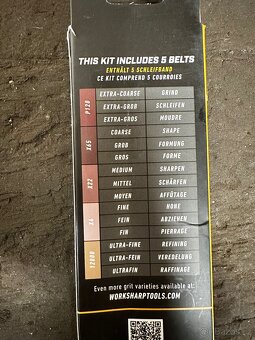 THIS KIT INCLUDES 5 BELTS
ENTHÄLT 5 SCHLEIFBAND
CE KIT COMPREND 5 COURROIES
P120
EXTRA-COARSE GRIND
EXTRA-GROB SCHLEIFEN
EXTRA-GROS MOUDRE
X65
COARSE SHAPE
GROB FORMUNG
GROS FORME
X22
MEDIUM SHARPEN
MITTEL SCHÄRFEN
MOYEN AFFÛTAGE
X4
FINE HONE
FEIN ABZIEHEN
FIN PIERRAGE
12000
ULTRA-FINE REFINING
ULTRA-FEIN VEREDELUNG
ULTRAFIN RAFFINAGE
Even more grit varieties available at:
WORKSHARPTOOLS.COM